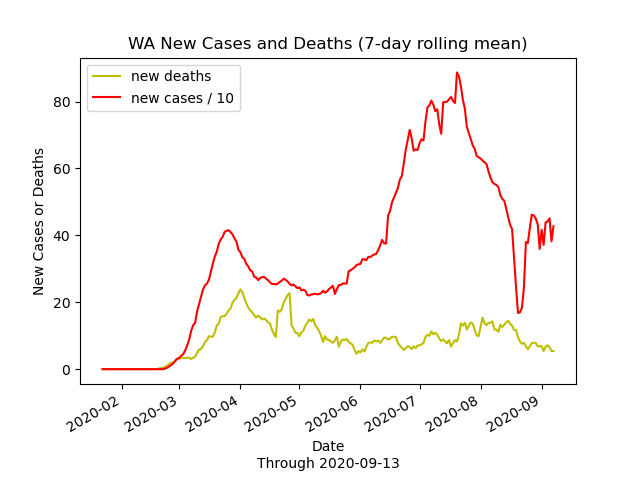 WA New Cases and Deaths (7-day rolling mean)
new deaths
new cases / 10
80
60
40
20
0
New Cases or Deaths
2020-02
2020-03
2020-04
2020-05
2020-06
2020-07
2020-08
2020-09
Date
Through 2020-09-13